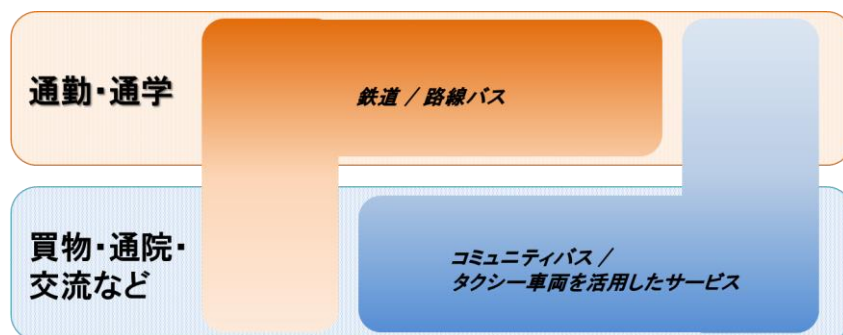 通勤・通学
鉄道 / 路線バス
買物・通院・
交流など
コミュニティバス /
タクシー車両を活用したサービス